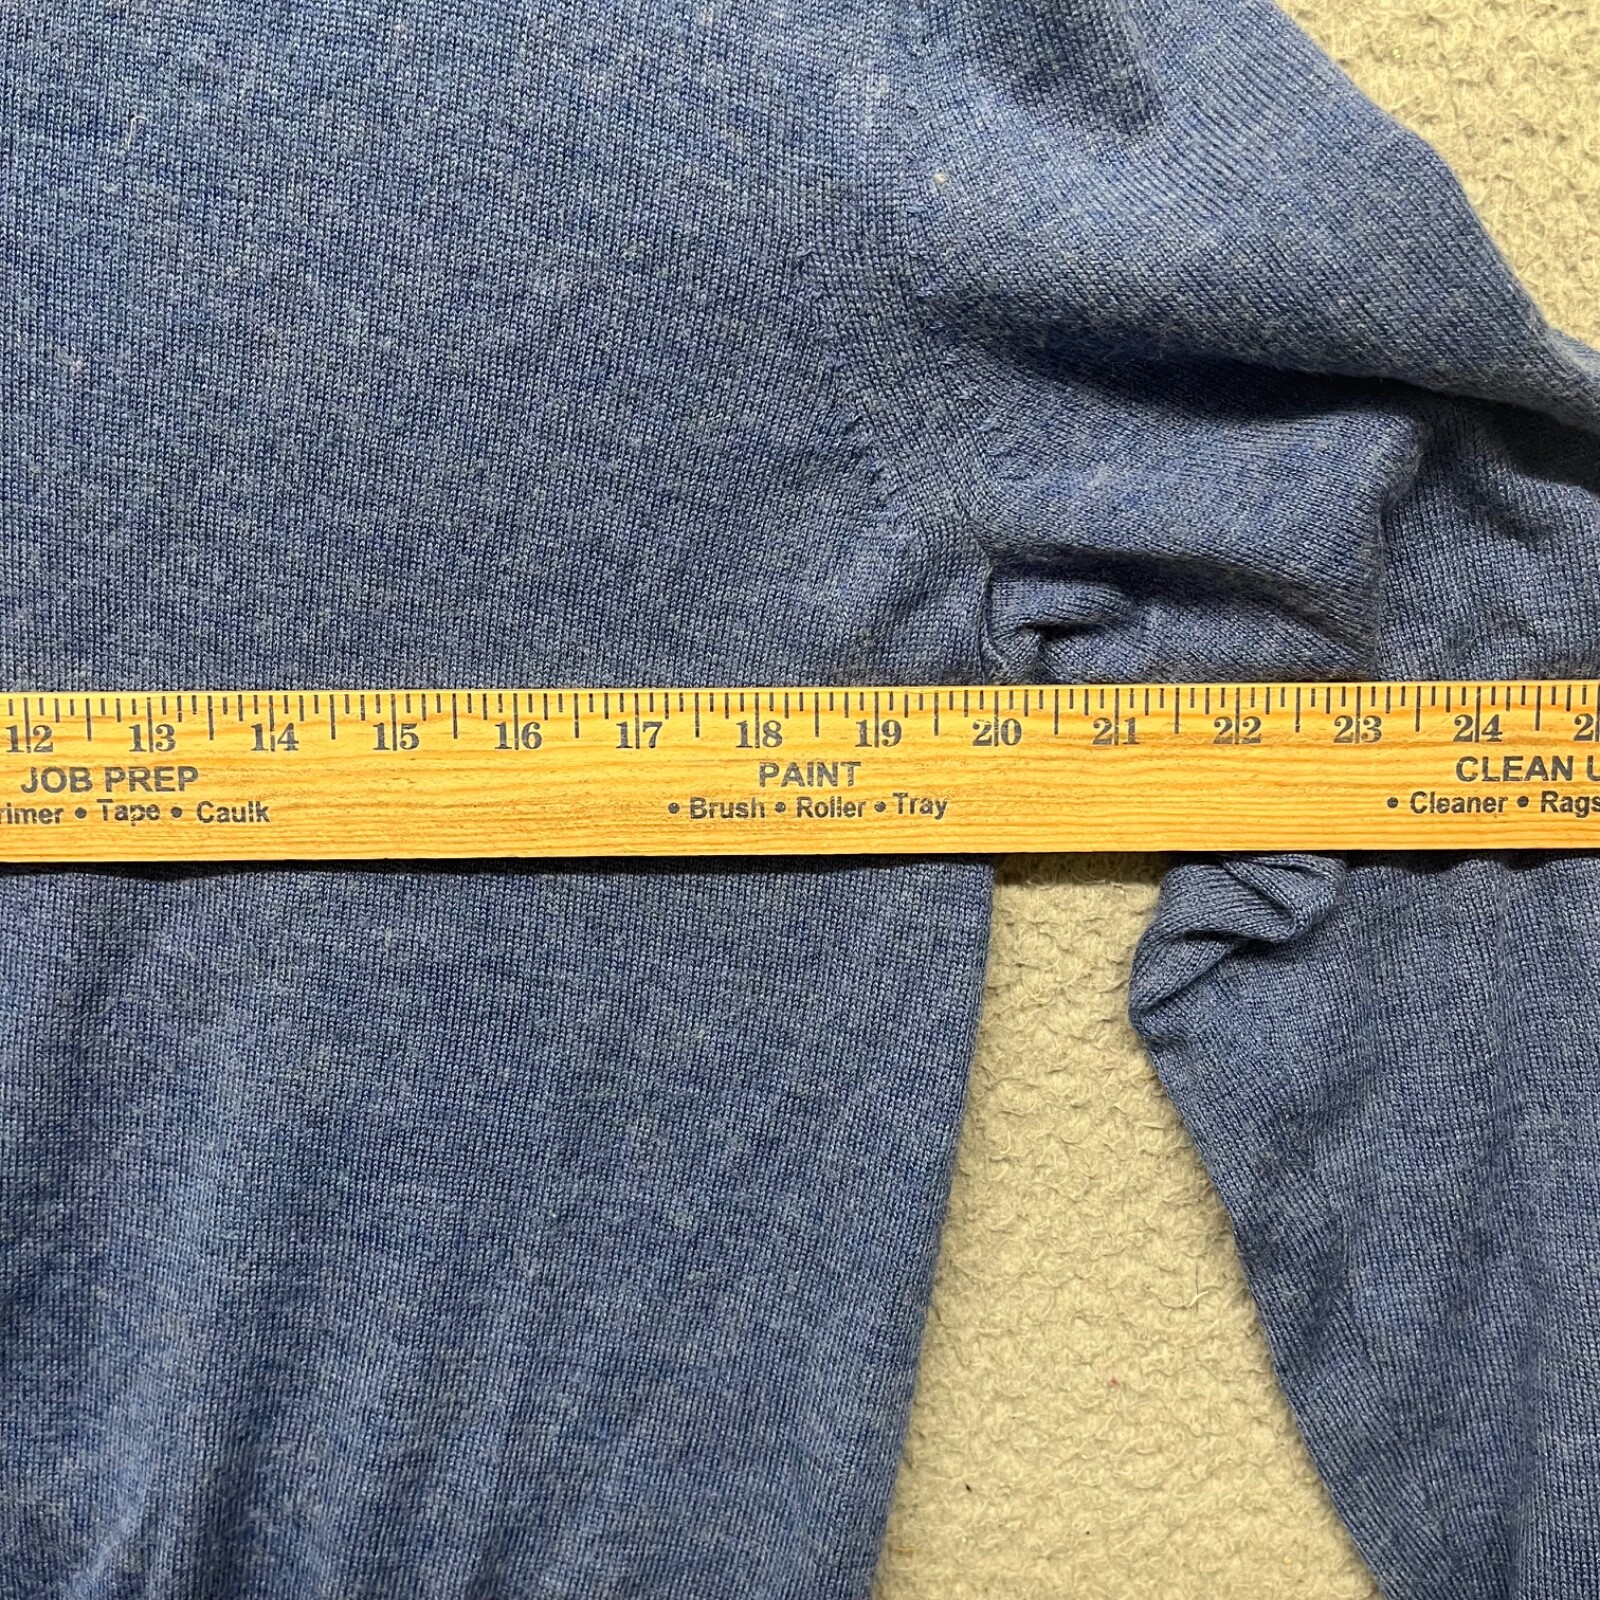 12 13 14 15 16 17 18 19 20 21 22 23 24
JOB PREP PAINT CLEAN
• Tape • Caulk • Brush • Roller • Tray • Cleaner • Rags